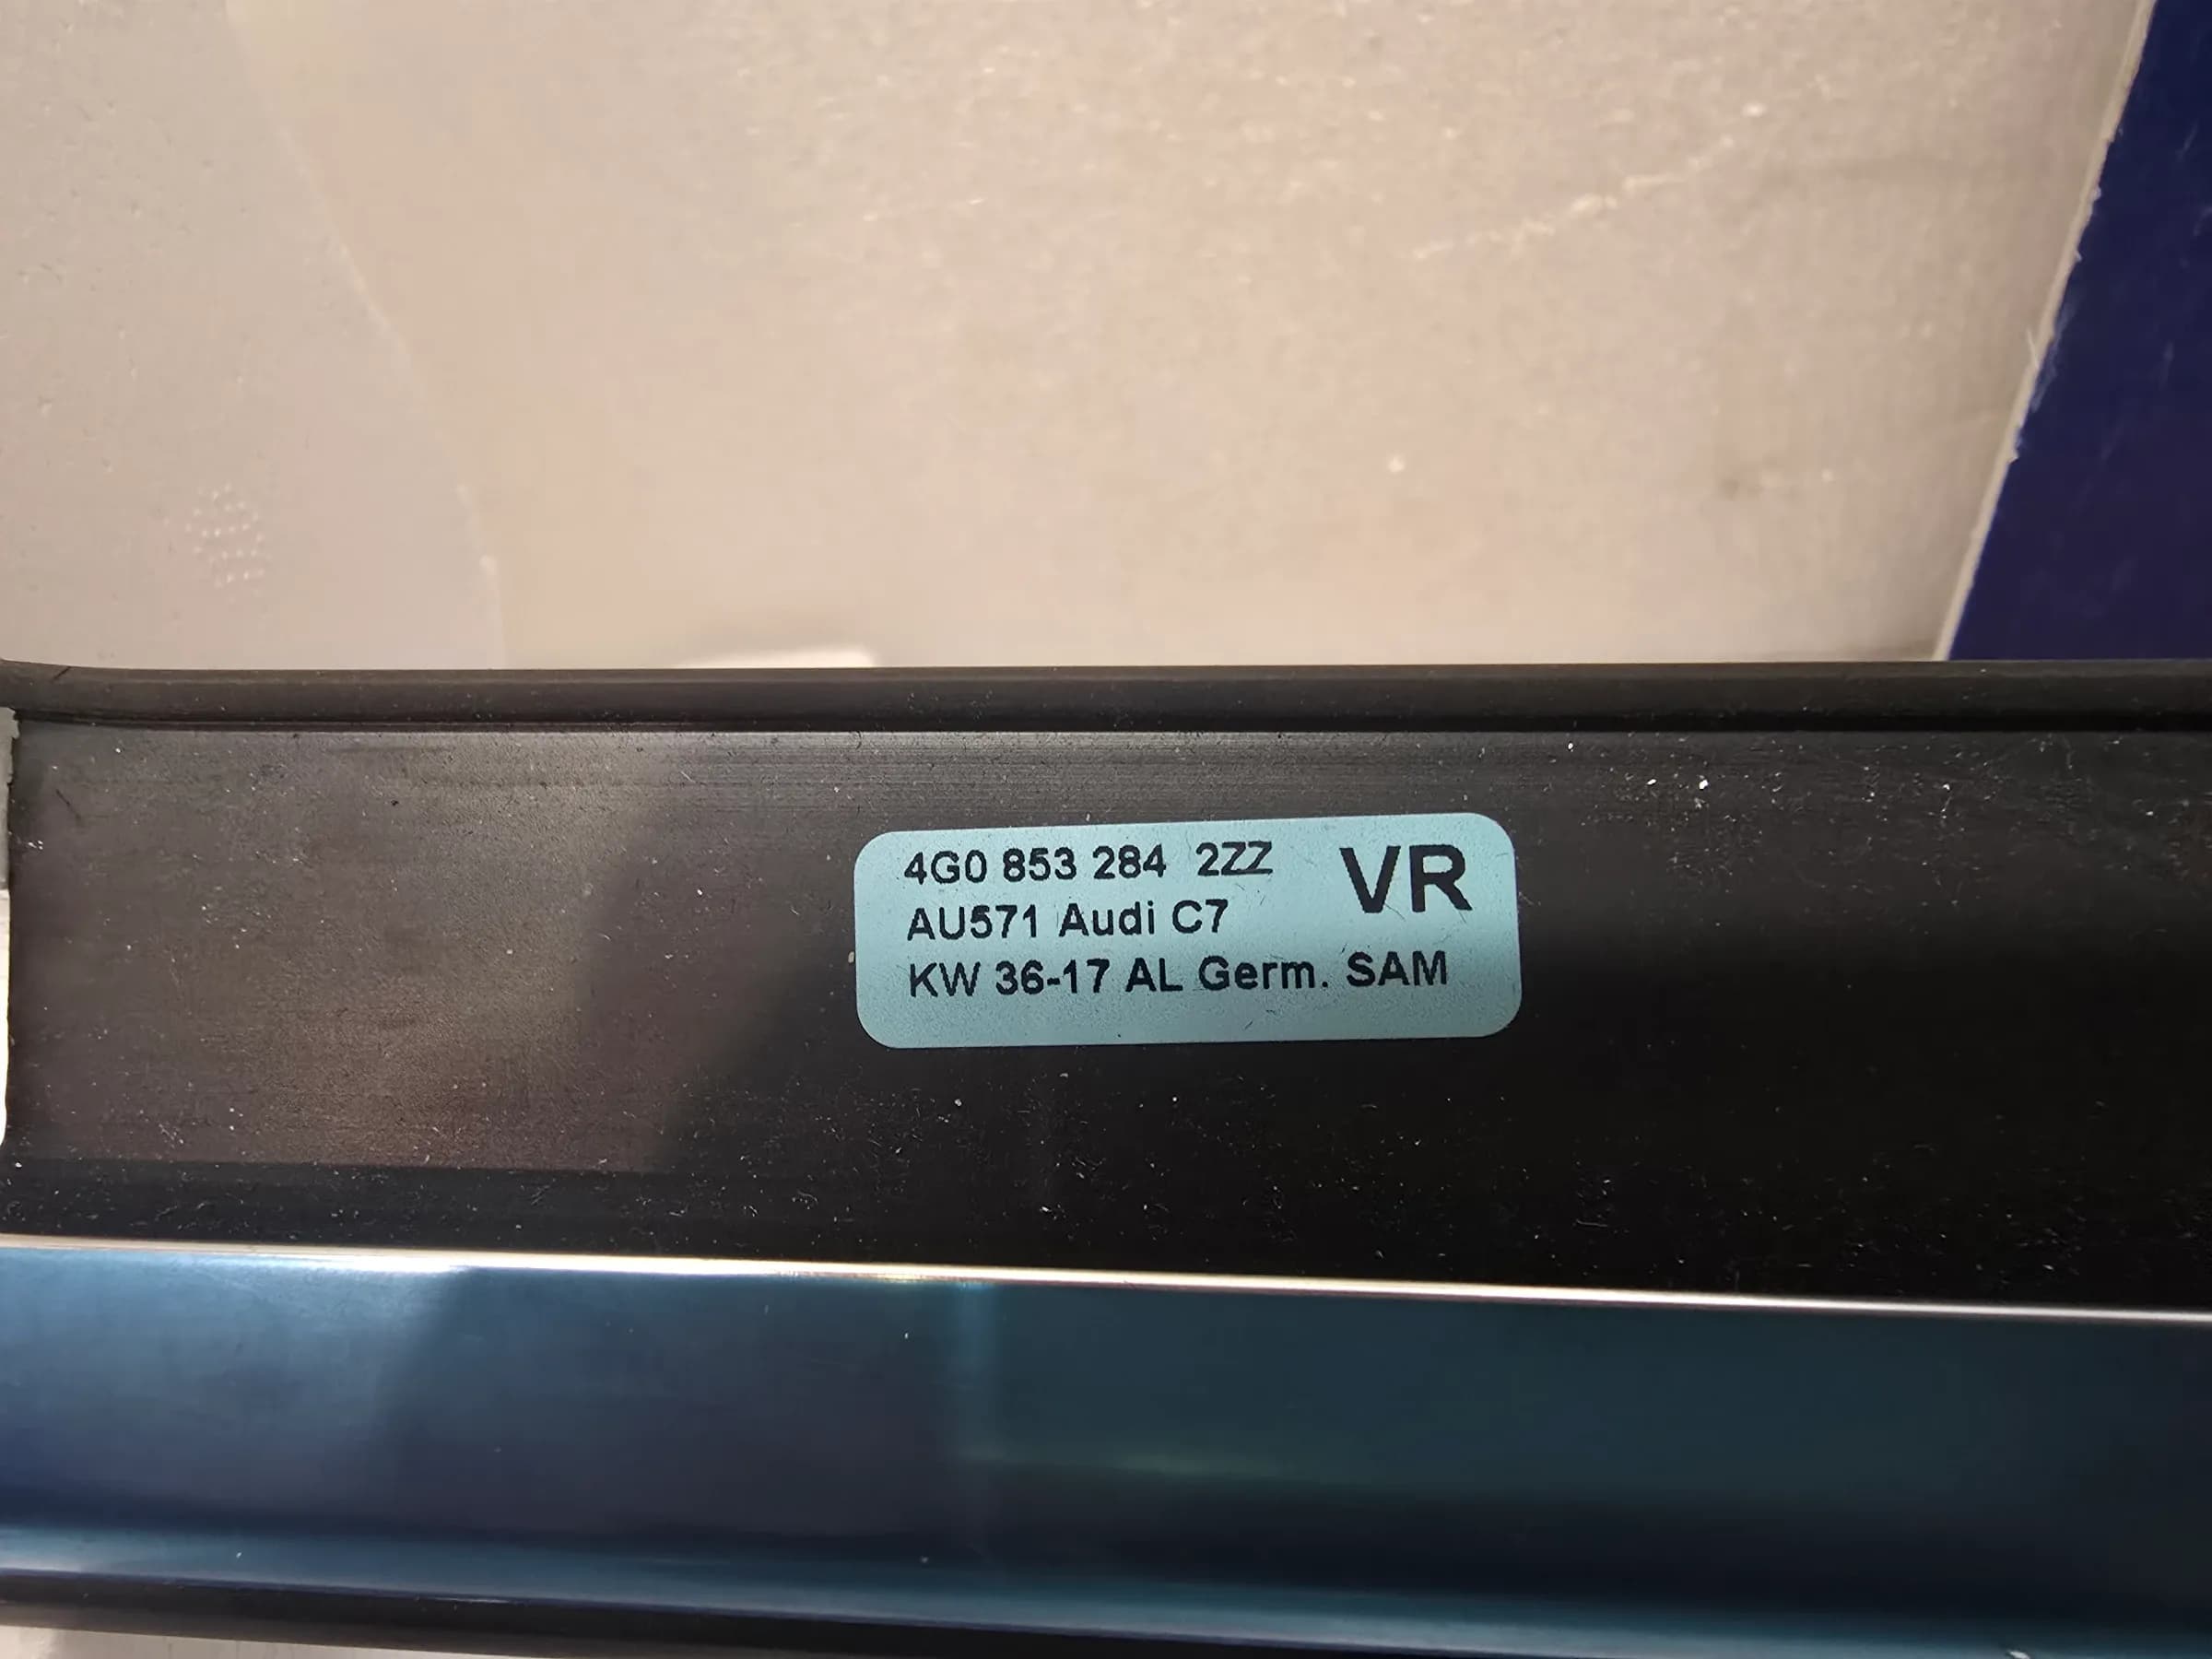 4G0 853 284 2ZZ VR
AU571 Audi C7
KW 36-17 AL Germ. SAM